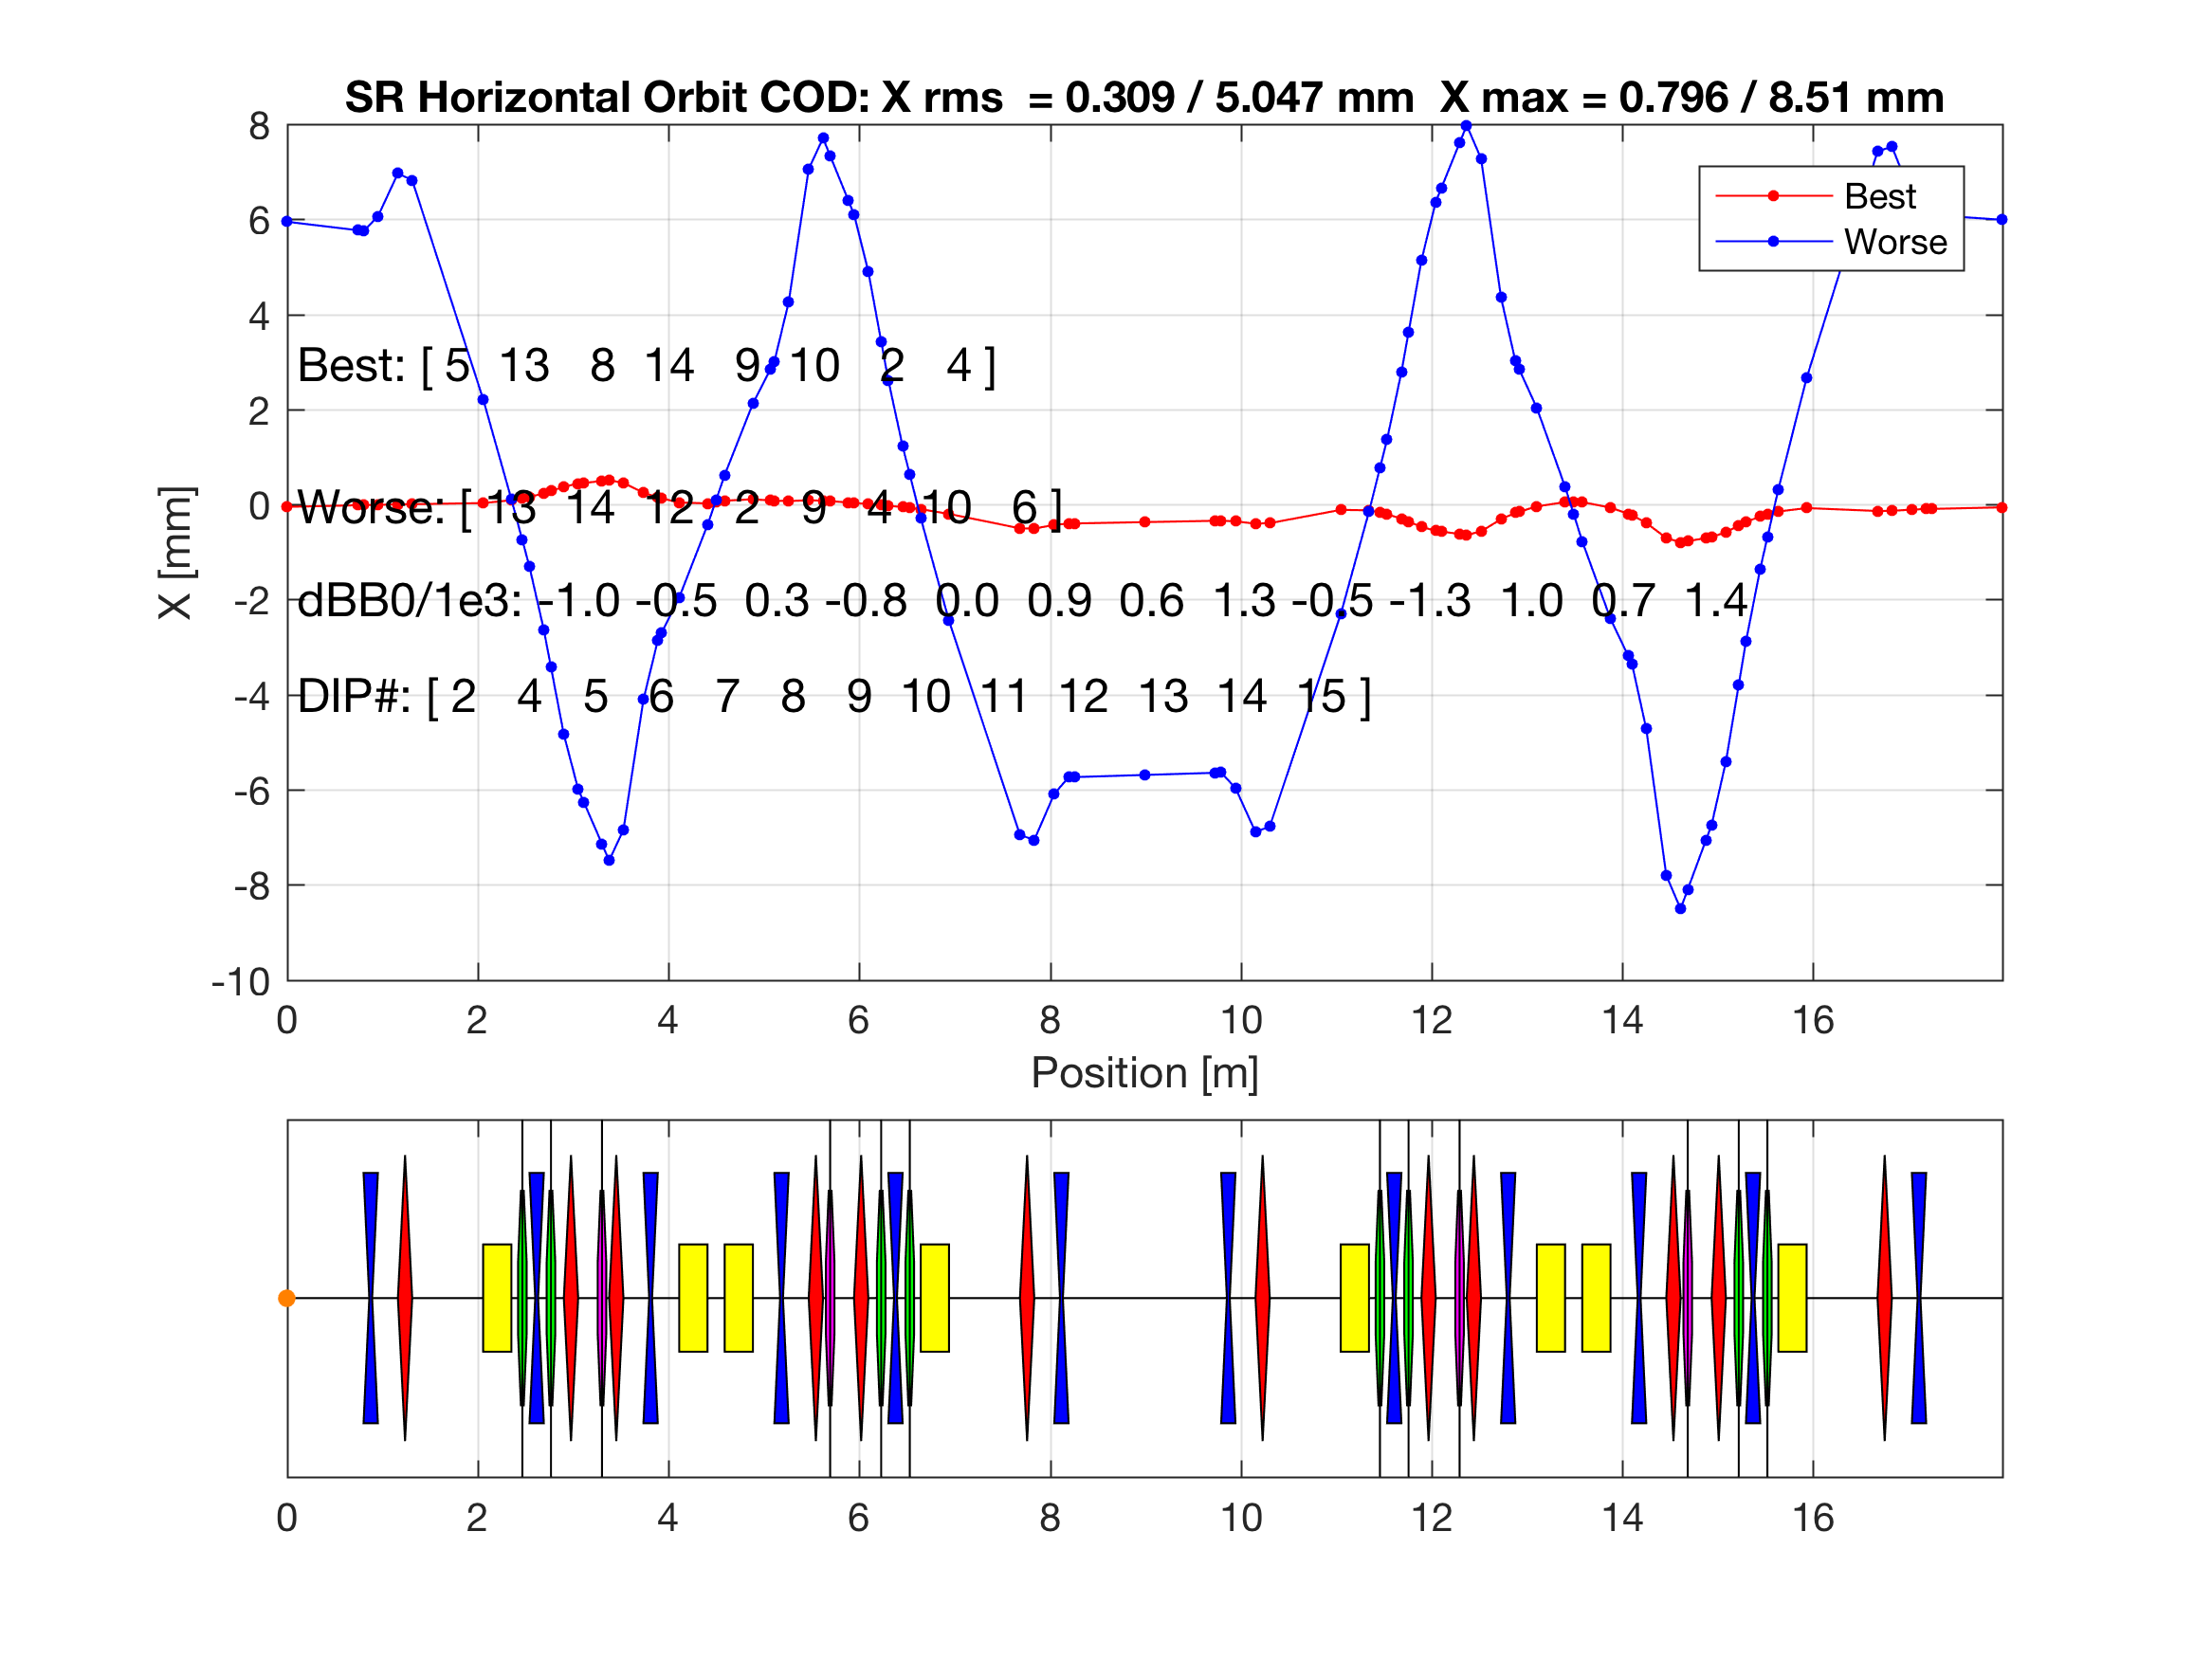 SR Horizontal Orbit COD: X rms = 0.309 / 5.047 mm X max = 0.796 / 8.51 mm
8
6
4
2
0
-2
-4
-6
-8
-10
X [mm]
Best
Worse
Best: [ 5 13 8 14 9 10 2 4 ]
Worse: [ 13 14 12 2 9 4 10 6 ]
dBB0/1e3: -1.0 -0.5 0.3 -0.8 0.0 0.9 0.6 1.3 -0.5 -1.3 1.0 0.7 1.4
DIP#: [ 2 4 5 6 7 8 9 10 11 12 13 14 15 ]
0 2 4 6 8 10 12 14 16
Position [m]
0 2 4 6 8 10 12 14 16